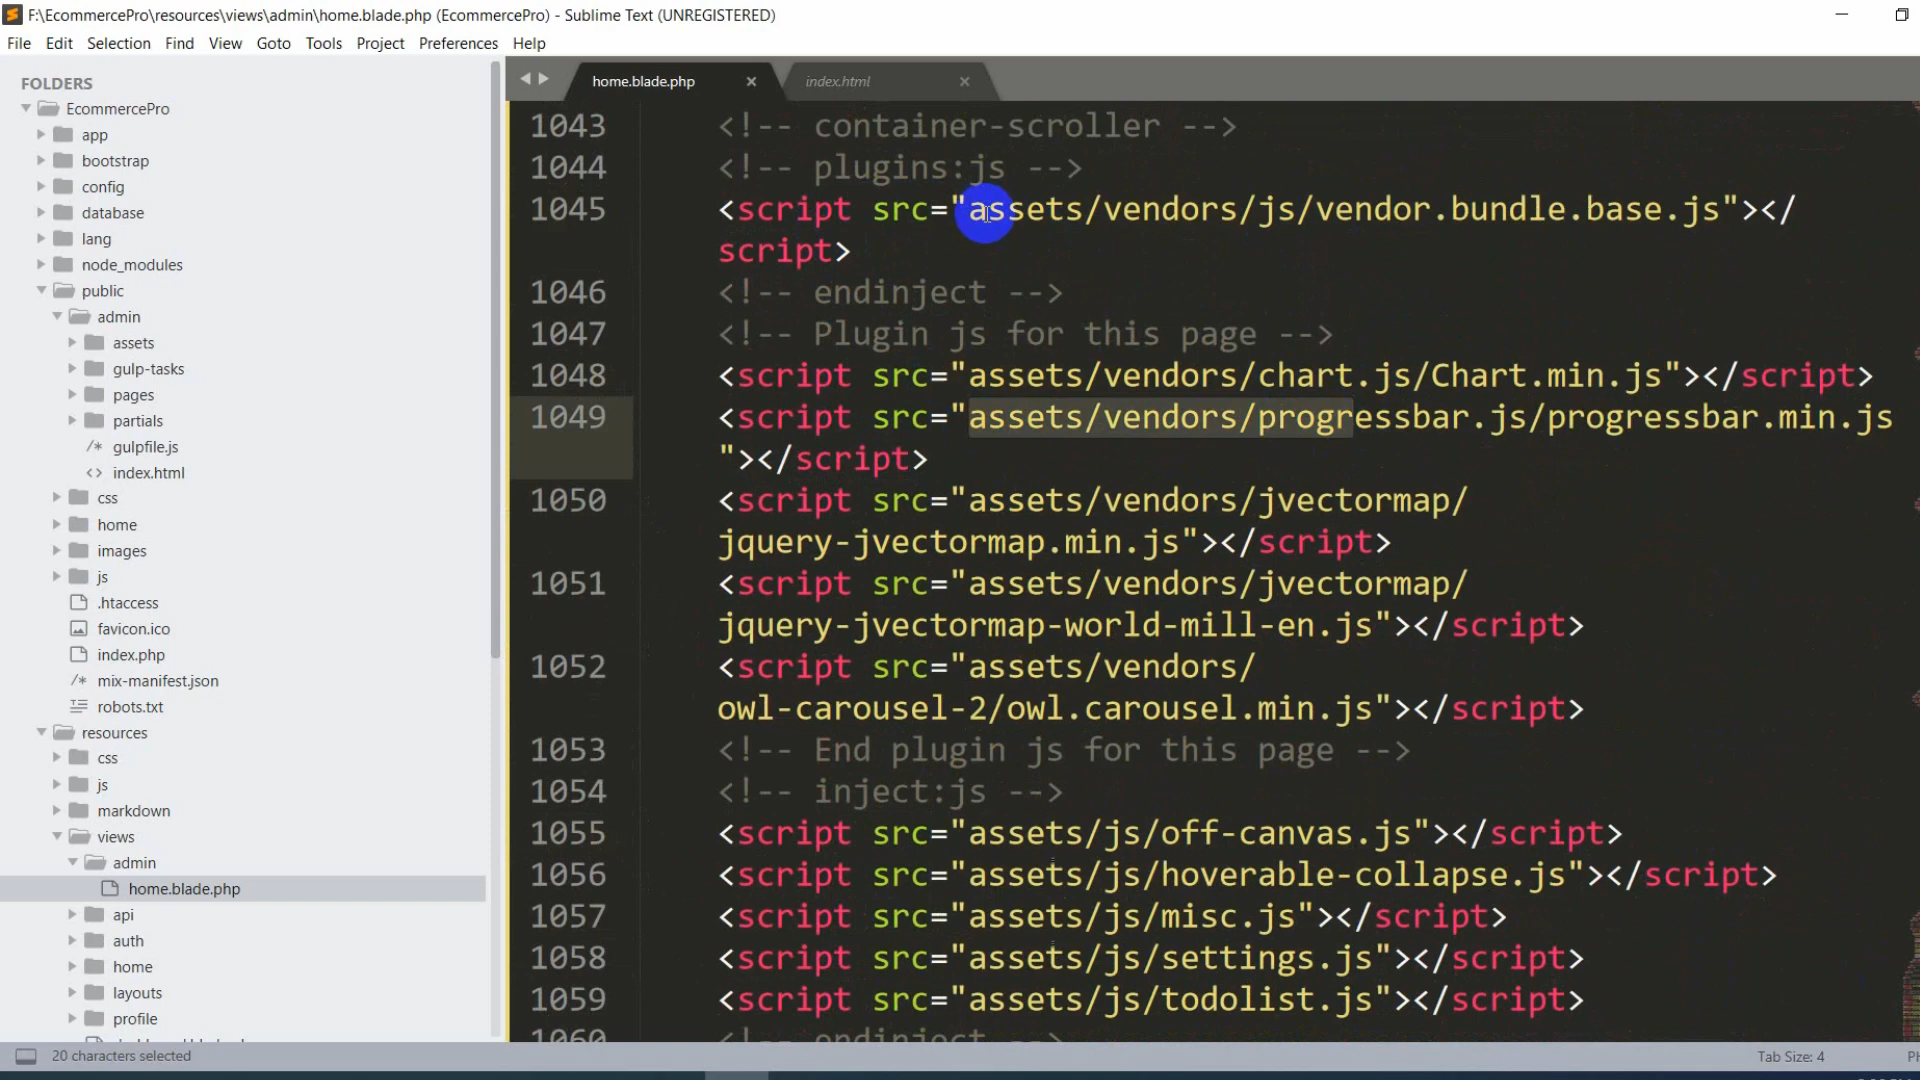 F:\EcommercePro\resources\views\admin\home.blade.php (EcommercePro) - Sublime Text (UNREGISTERED)
File Edit Selection Find View Goto Tools Project Preferences Help
FOLDERS
EcommercePro
app
bootstrap
config
database
lang
node_modules
public
admin
assets
gulp-tasks
pages
partials
/* gulpfile.js
<> index.html
css
home
images
js
.htaccess
favicon.ico
index.php
/* mix-manifest.json
robots.txt
resources
css
js
markdown
views
admin
home.blade.php
api
auth
home
layouts
profile
home.blade.php × index.html ×
1043 <!-- container-scroller -->
1044 <!-- plugins:js -->
1045 <script src="assets/vendors/js/vendor.bundle.base.js"></
script>
1046 <!-- endinject -->
1047 <!-- Plugin js for this page -->
1048 <script src="assets/vendors/chart.js/Chart.min.js"></script>
1049 <script src="assets/vendors/progressbar.js/progressbar.min.js
"></script>
1050 <script src="assets/vendors/jvectormap/
jquery-jvectormap.min.js"></script>
1051 <script src="assets/vendors/jvectormap/
jquery-jvectormap-world-mill-en.js"></script>
1052 <script src="assets/vendors/
owl-carousel-2/owl.carousel.min.js"></script>
1053 <!-- End plugin js for this page -->
1054 <!-- inject:js -->
1055 <script src="assets/js/off-canvas.js"></script>
1056 <script src="assets/js/hoverable-collapse.js"></script>
1057 <script src="assets/js/misc.js"></script>
1058 <script src="assets/js/settings.js"></script>
1059 <script src="assets/js/todolist.js"></script>
1060 <!-- endinject -->
20 characters selected
Tab Size: 4